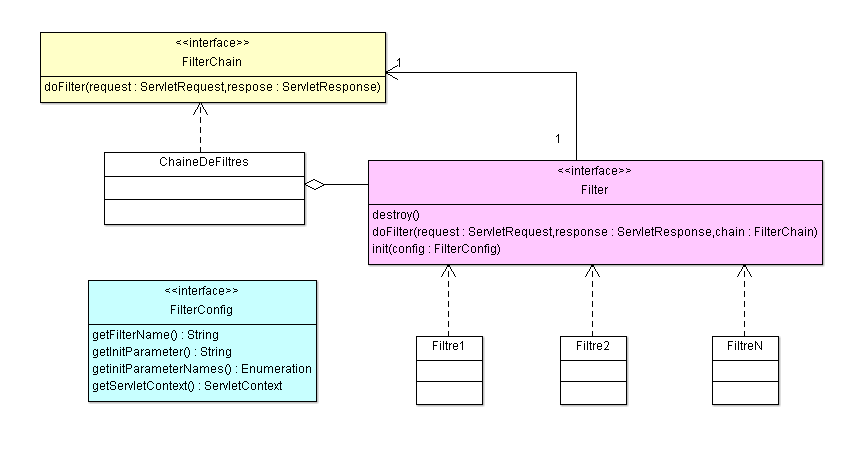 <<interface>>
FilterChain
doFilter(request : ServletRequest,respose : ServletResponse)
1
1
ChaineDeFiltres
<<interface>>
Filter
destroy()
doFilter(request : ServletRequest,response : ServletResponse,chain : FilterChain)
init(config : FilterConfig)
<<interface>>
FilterConfig
getFilterName() : String
getInitParameter() : String
getinitParameterNames() : Enumeration
getServletContext() : ServletContext
Filtre1
Filtre2
FiltreN